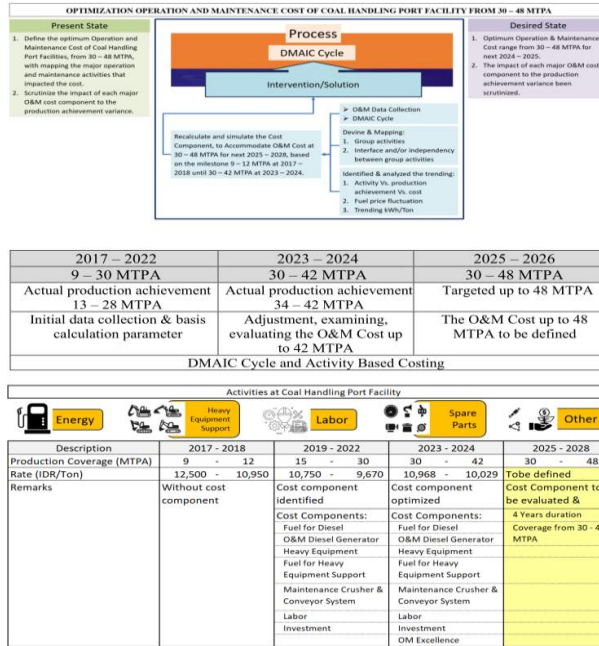 OPTIMIZATION OPERATION AND MAINTENANCE COST OF COAL HANDLING PORT FACILITY FROM 30 – 48 MTPA
Present State
1. Define the optimum Operation and
Maintenance Cost of Coal Handling
Port Facilities, from 30 – 48 MTPA,
with mapping the major operation
and maintenance activities that
impacted the cost.
2. Scrutinize the impact of each major
O&M cost component to the
production achievement variance.
Process
DMAIC Cycle
Intervention/Solution
Recalculate and simulate the Cost
Component, to Accommodate O&M Cost at
30 – 48 MTPA for next 2025 – 2028, based
on the milestone 9 – 12 MTPA at 2017 –
2018 until 30 – 42 MTPA at 2023 – 2024.
➢ O&M Data Collection
➢ DMAIC Cycle
Devine & Mapping:
1. Group activities
2. Interface and/or independency
between group activities
Identified & analyzed the trending:
1. Activity Vs. production
achievement Vs. cost
2. Fuel price fluctuation
3. Trending kWh/Ton
Desired State
1. Optimum Operation & Maintenance
Cost range from 30 – 48 MTPA for
next 2024 – 2025.
2. The impact of each major O&M cost
component to the production
achievement variance been
scrutinized.
2017 – 2022 2023 – 2024 2025 – 2026
9 – 30 MTPA 30 – 42 MTPA 30 – 48 MTPA
Actual production achievement Actual production achievement Targeted up to 48 MTPA
13 – 28 MTPA 34 – 42 MTPA
Initial data collection & basis Adjustment, examining, The O&M Cost up to 48
calculation parameter evaluating the O&M Cost up MTPA to be defined
to 42 MTPA
DMAIC Cycle and Activity Based Costing
Activities at Coal Handling Port Facility
Energy
Heavy
Equipment
Support
Labor
Spare
Parts
Other
Description 2017 - 2018 2019 - 2022 2023 - 2024 2025 - 2028
Production Coverage (MTPA) 9 - 12 15 - 30 30 - 42 30 - 48
Rate (IDR/Ton) 12,500 - 10,950 10,750 - 9,670 10,968 - 10,029 Tobe defined
Remarks Without cost Cost component Cost component Cost Component to
component identified optimized be evaluated &
Cost Components: Cost Components: 4 Years duration
Fuel for Diesel Fuel for Diesel Coverage from 30 - 4
O&M Diesel Generator O&M Diesel Generator MTPA
Heavy Equipment Heavy Equipment
Fuel for Heavy Fuel for Heavy
Equipment Support Equipment Support
Maintenance Crusher & Maintenance Crusher &
Conveyor System Conveyor System
Labor Labor
Investment Investment
OM Excellence